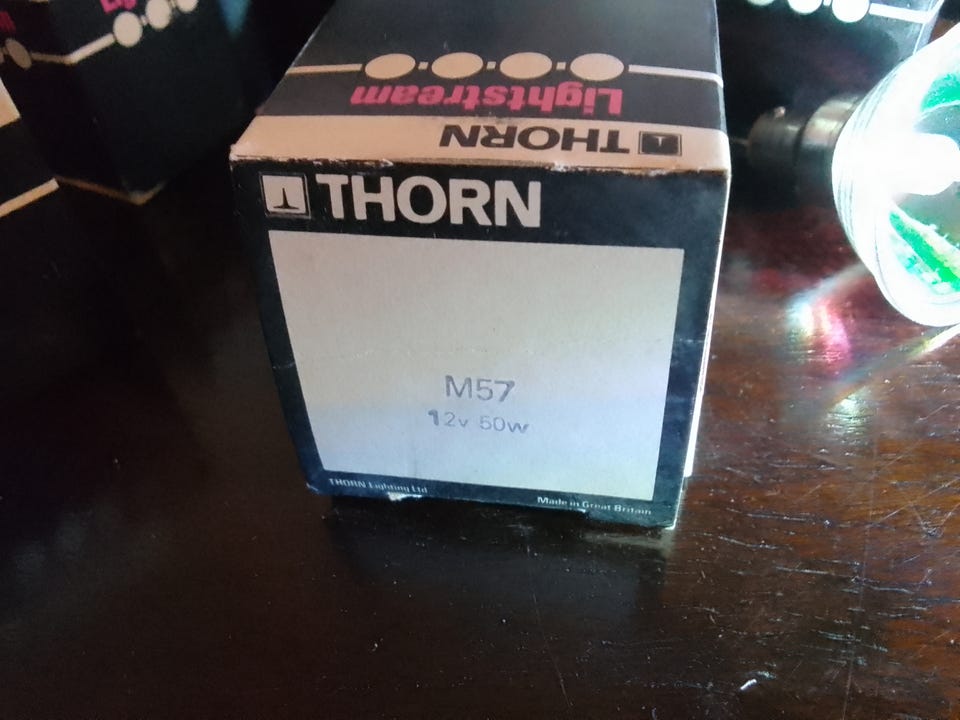 Lightstream
THORN
THORN
M57
12v 50w
THORN Lighting Ltd
Made in Great Britain